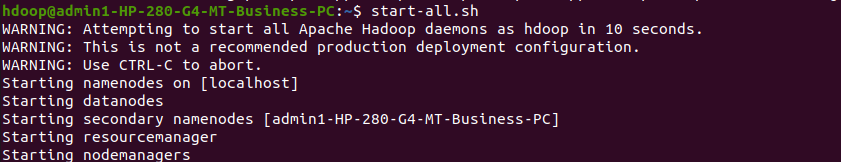 hdoop@admin1-HP-280-G4-MT-Business-PC:~$ start-all.sh
WARNING: Attempting to start all Apache Hadoop daemons as hdoop in 10 seconds.
WARNING: This is not a recommended production deployment configuration.
WARNING: Use CTRL-C to abort.
Starting namenodes on [localhost]
Starting datanodes
Starting secondary namenodes [admin1-HP-280-G4-MT-Business-PC]
Starting resourcemanager
Starting nodemanagers